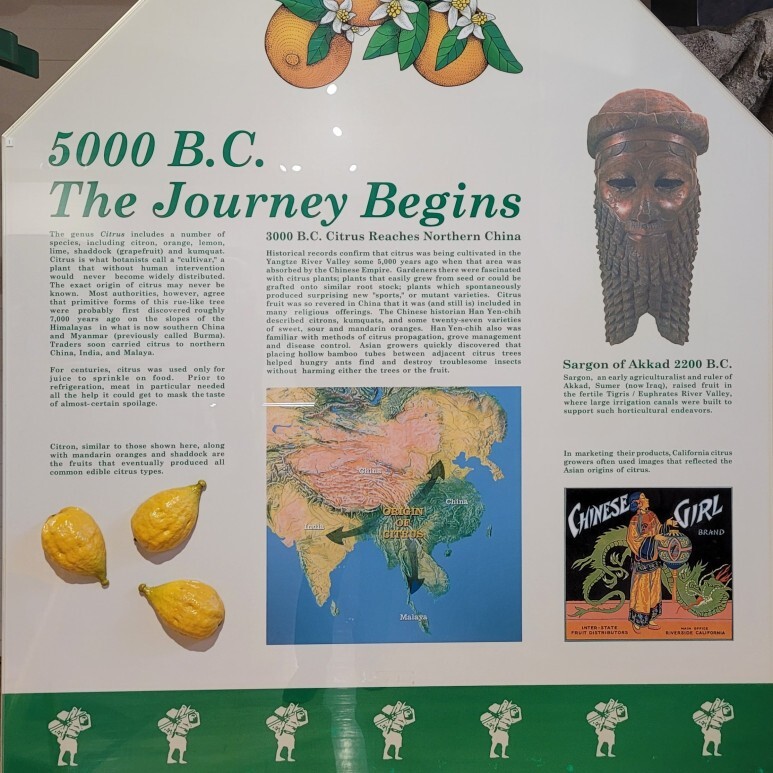 5000 B.C.
The Journey Begins
The genus Citrus includes a number of
species, including citron, orange, lemon,
lime, shaddock (grapefruit) and kumquat.
Citrus is what botanists call a "cultivar," a
plant that without human intervention
would never become widely distributed.
The exact origin of citrus may never be
known. Most authorities, however, agree
that primitive forms of this rue-like tree
were probably first discovered roughly
7,000 years ago on the slopes of the
Himalayas in what is now southern China
and Myanmar (previously called Burma).
Traders soon carried citrus to northern
China, India, and Malaya.
For centuries, citrus was used only for
juice to sprinkle on food. Prior to
refrigeration, meat in particular needed
all the help it could get to mask the taste
of almost-certain spoilage.
Citron, similar to those shown here, along
with mandarin oranges and shaddock are
the fruits that eventually produced all
common edible citrus types.
3000 B.C. Citrus Reaches Northern China
Historical records confirm that citrus was being cultivated in the
Yangtze River Valley some 5,000 years ago when that area was
absorbed by the Chinese Empire. Gardeners there were fascinated
with citrus plants; plants that easily grew from seed or could be
grafted onto similar root stock; plants which spontaneously
produced surprising new "sports," or mutant varieties. Citrus
fruit was so revered in China that it was (and still is) included in
many religious offerings. The Chinese historian Han Yen-chih
described citrons, kumquats, and some twenty-seven varieties
of sweet, sour and mandarin oranges. Han Yen-chih also was
familiar with methods of citrus propagation, grove management
and disease control. Asian growers quickly discovered that
placing hollow bamboo tubes between adjacent citrus trees
helped hungry ants find and destroy troublesome insects
without harming either the trees or the fruit.
China
China
India
ORIGIN
OF
CITRUS
Malaya
Sargon of Akkad 2200 B.C.
Sargon, an early agriculturalist and ruler of
Akkad, Sumer (now Iraq), raised fruit in
the fertile Tigris / Euphrates River Valley,
where large irrigation canals were built to
support such horticultural endeavors.
In marketing their products, California citrus
growers often used images that reflected the
Asian origins of citrus.
CHINESE GIRL
BRAND
INTER-STATE
FRUIT DISTRIBUTORS
MAIN OFFICE
RIVERSIDE CALIFORNIA